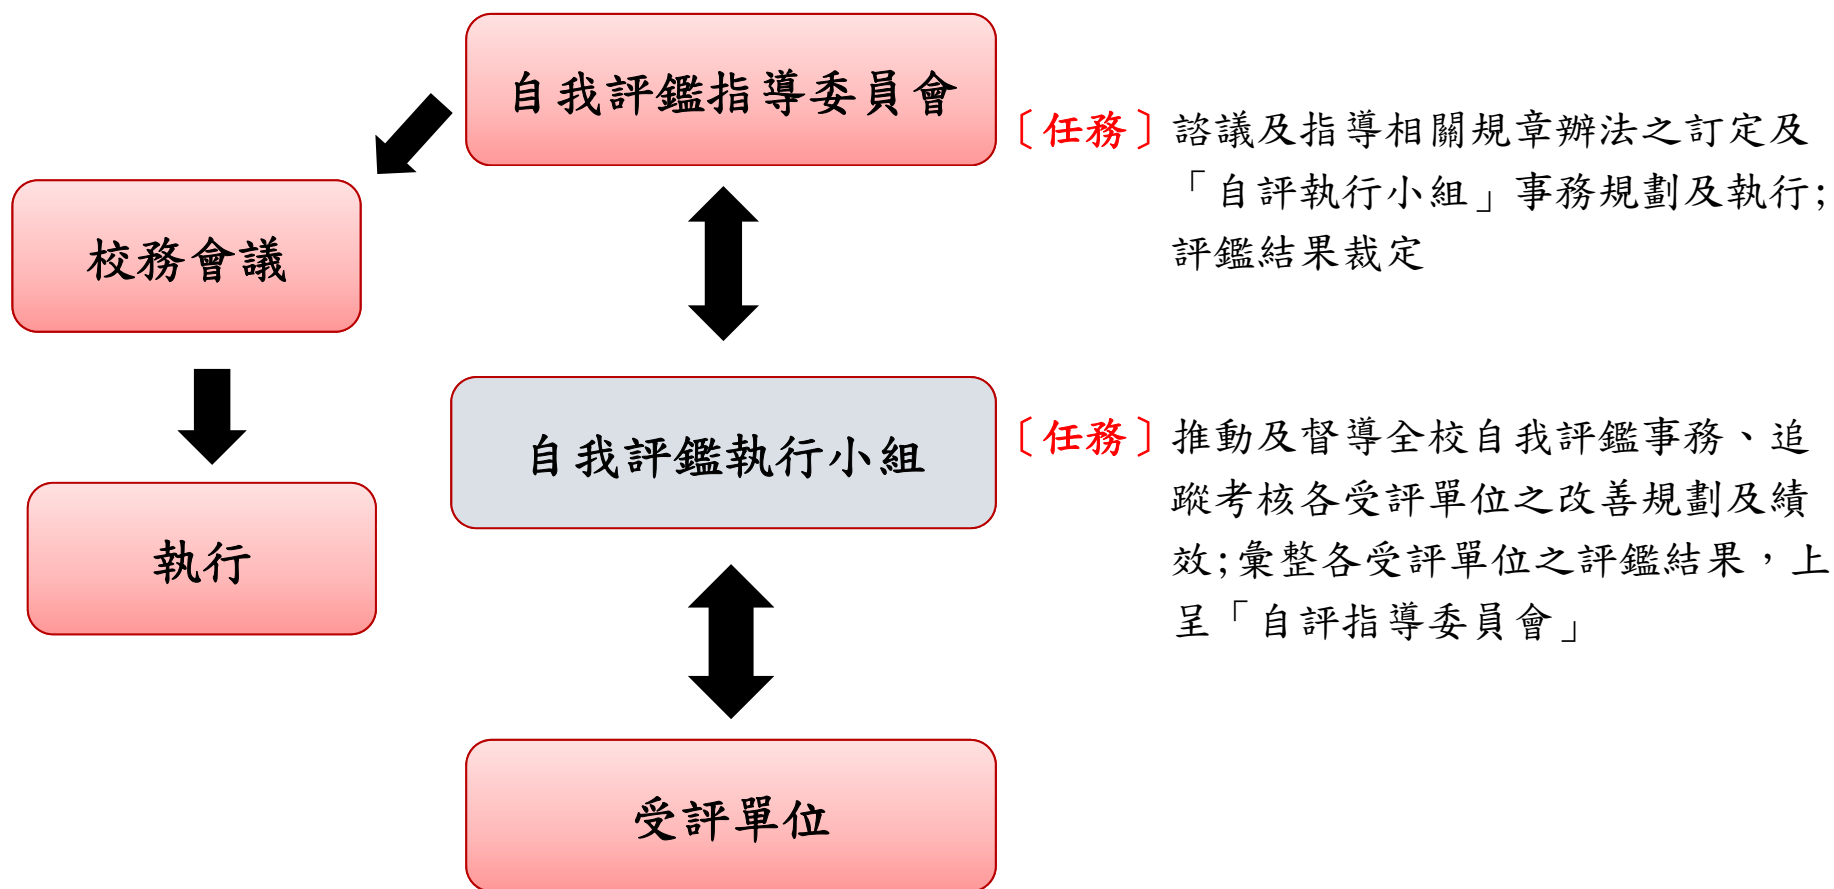 自我評鑑指導委員會
〔任務〕諮議及指導相關規章辦法之訂定及
「自評執行小組」事務規劃及執行;
評鑑結果裁定
校務會議
自我評鑑執行小組
〔任務〕推動及督導全校自我評鑑事務、追
蹤考核各受評單位之改善規劃及績
效;彙整各受評單位之評鑑結果，上
呈「自評指導委員會」
執行
受評單位